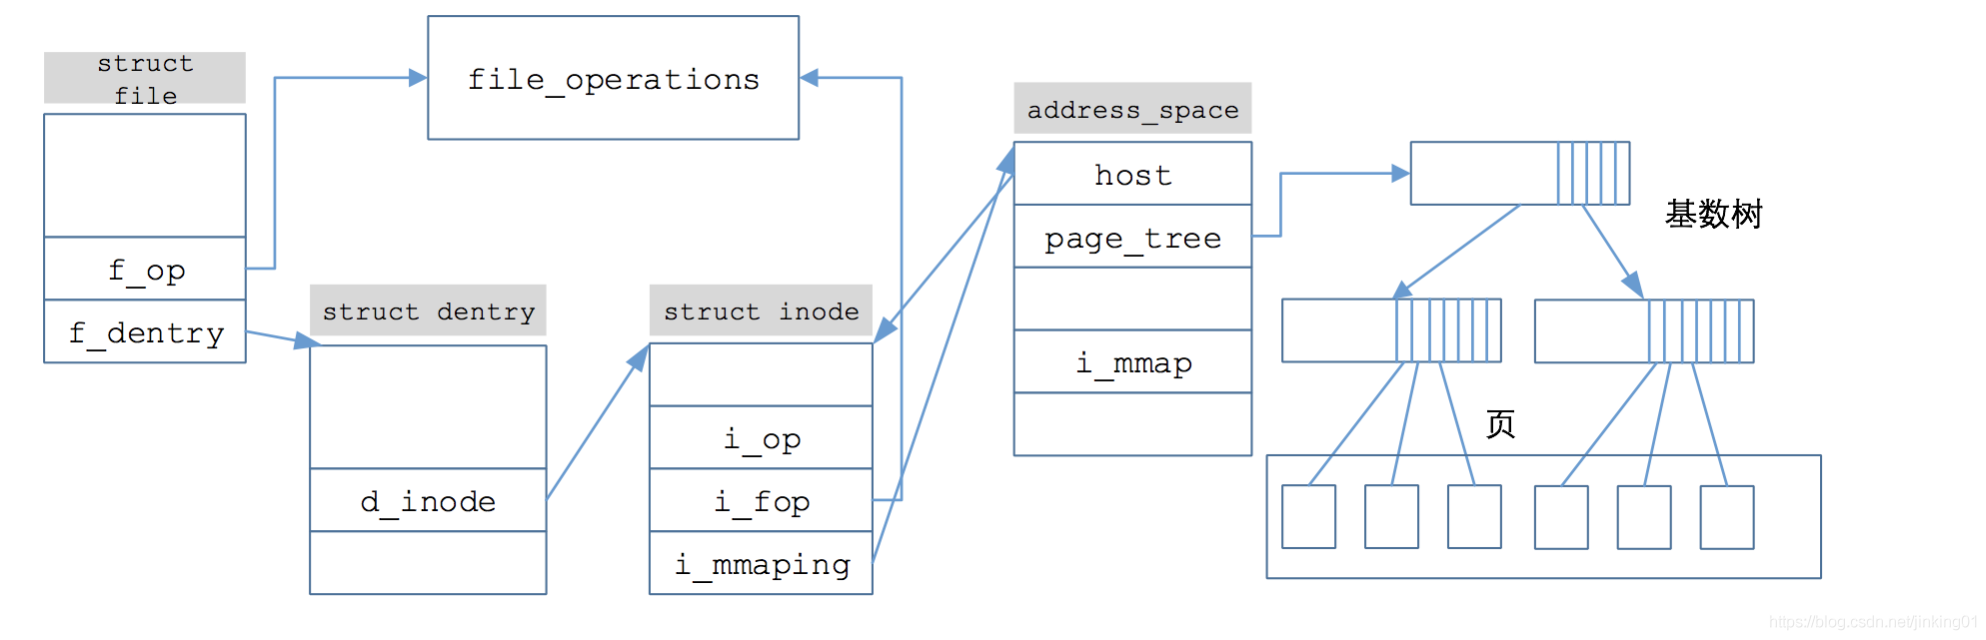 struct
file
f_op
f_dentry
file_operations
struct dentry
d_inode
struct inode
i_op
i_fop
i_mmaping
address_space
host
page_tree
i_mmap
基数树
页
https://blog.csdn.net/jinking01